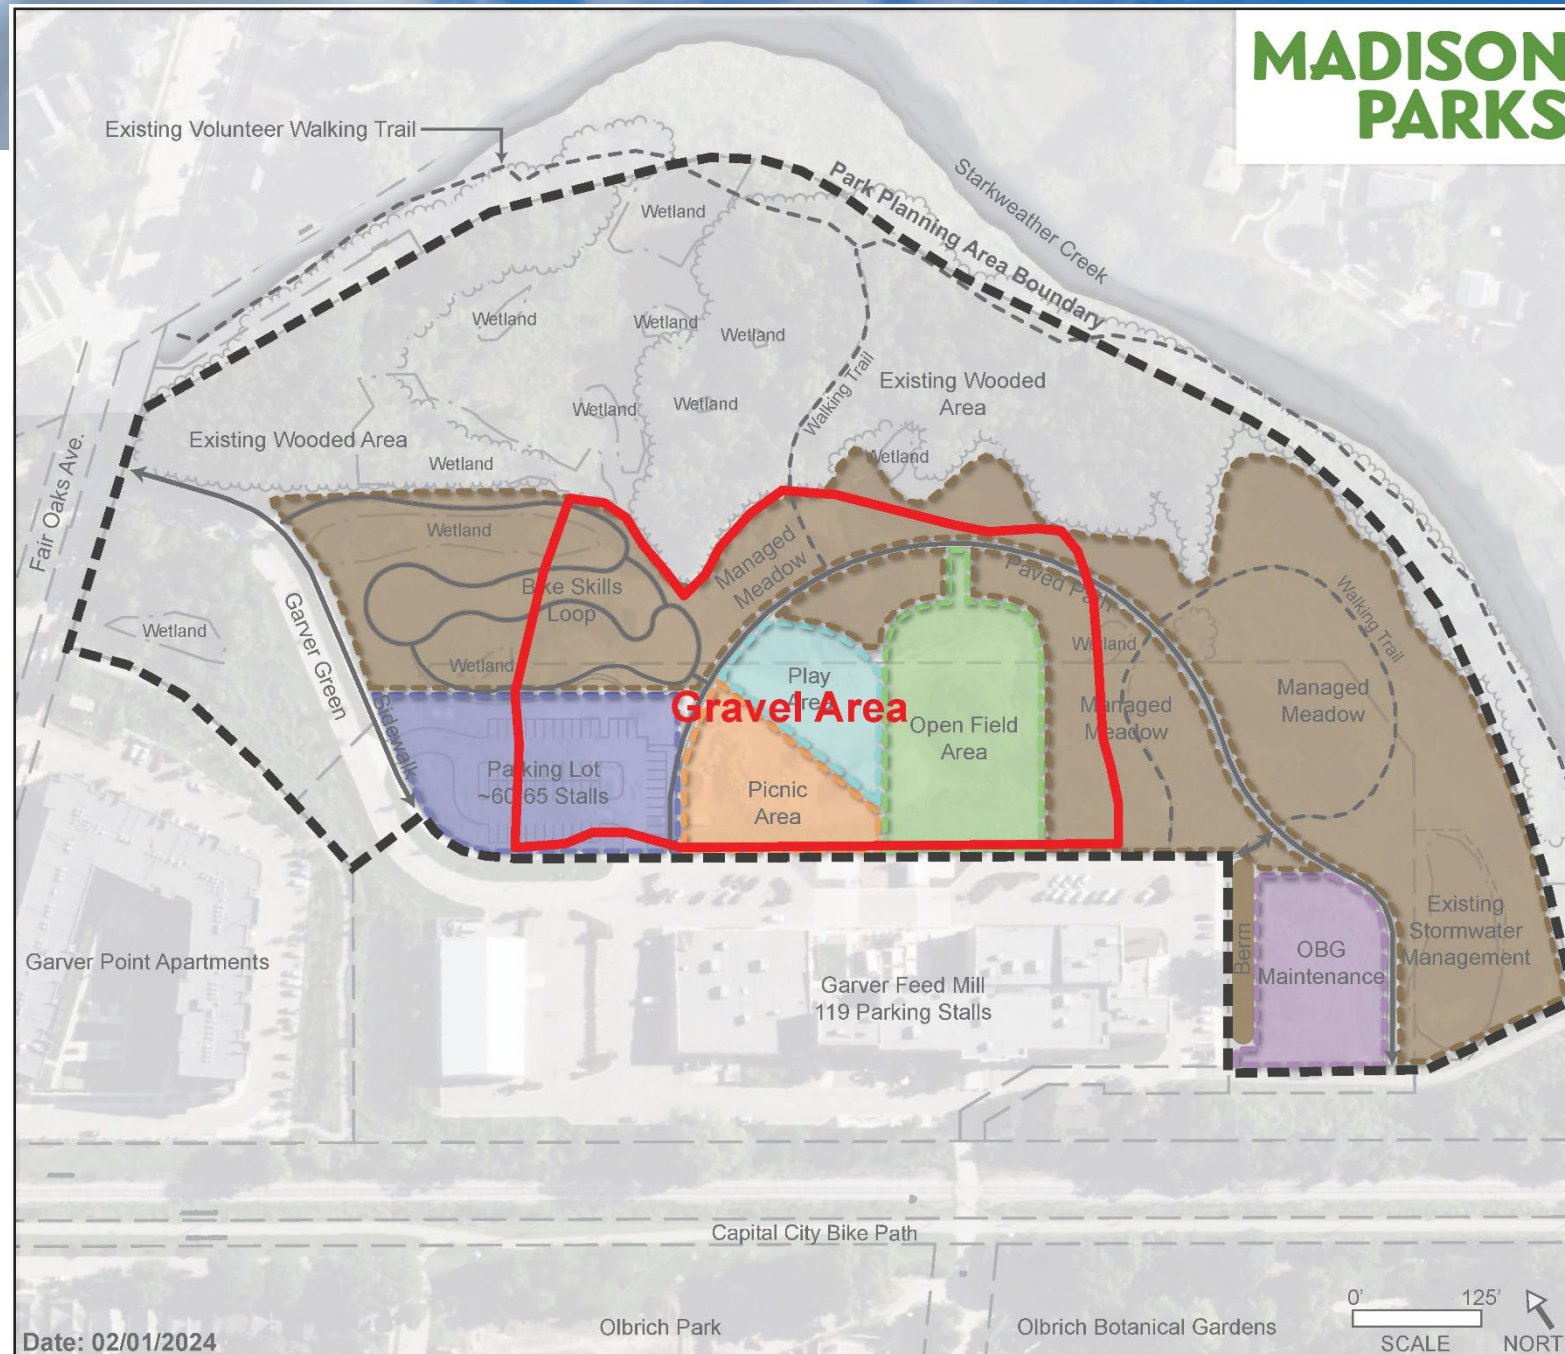 MADISON
PARKS
Existing Volunteer Walking Trail
Starkweather Creek
Park Planning Area Boundary
Wetland
Wetland
Wetland
Wetland
Walking Trail
Existing Wooded
Area
Wetland
Wetland
Existing Wooded Area
Wetland
Wetland
Fair Oaks Ave.
Wetland
Managed
Meadow
Bike Skills
Loop
Paved Path
Walking Trail
Garver Green
Wetland
Wetland
Wetland
Play
Area
Gravel Area
Managed
Meadow
Managed
Meadow
Open Field
Area
Sidewalk
Parking Lot
~60-65 Stalls
Picnic
Area
Existing
Stormwater
Management
Berm
OBG
Maintenance
Garver Point Apartments
Garver Feed Mill
119 Parking Stalls
Capital City Bike Path
Olbrich Park
Olbrich Botanical Gardens
0' 125'
SCALE
NORT
Date: 02/01/2024